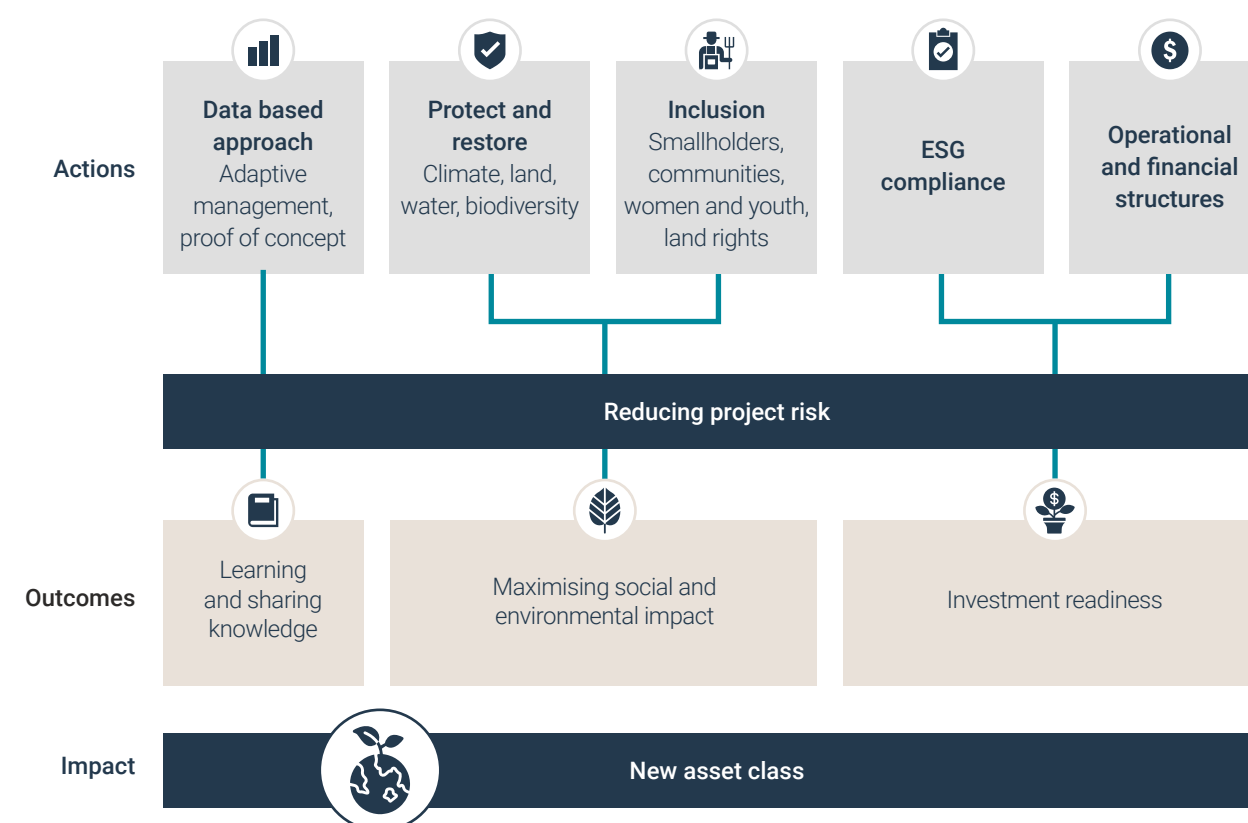 Actions
Data based
approach
Adaptive
management,
proof of concept
Protect and
restore
Climate, land,
water, biodiversity
Inclusion
Smallholders,
communities,
women and youth,
land rights
ESG
compliance
$
Operational
and financial
structures
Reducing project risk
Outcomes
Learning
and sharing
knowledge
Maximising social and
environmental impact
$
Investment readiness
Impact
New asset class